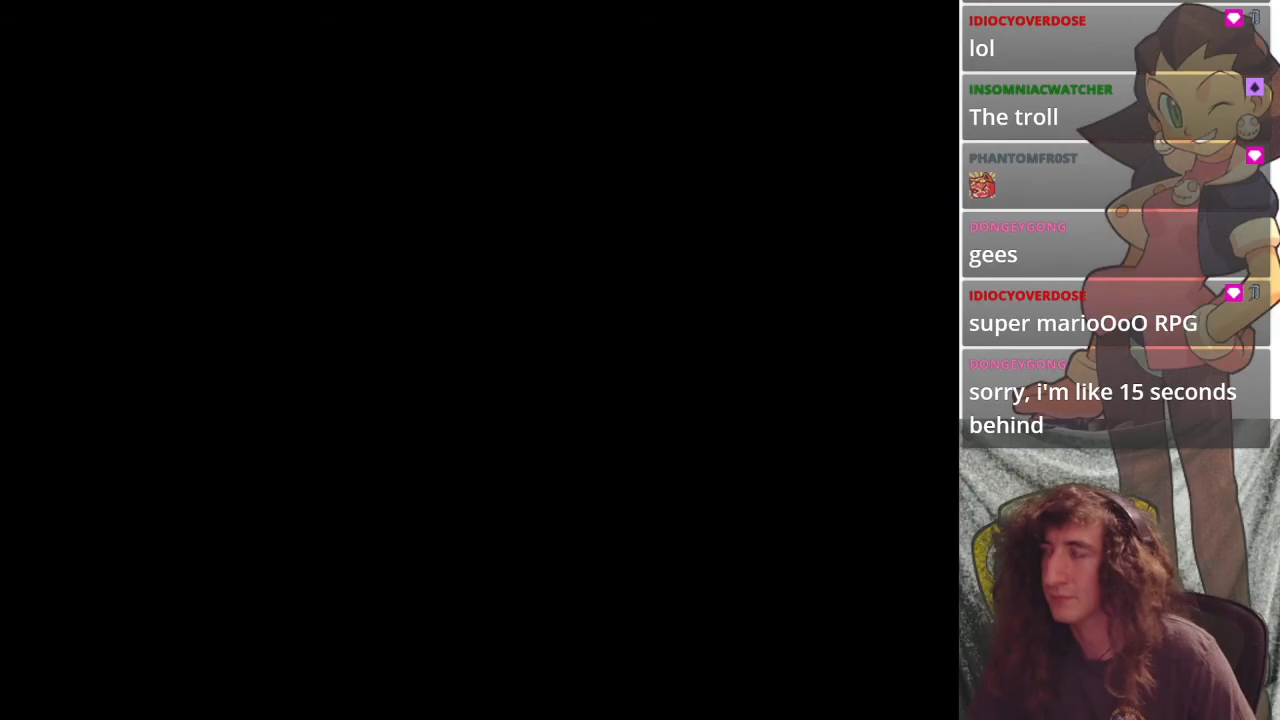 IDIOCYOVERDOSE
lol
INSOMNIACWATCHER
The troll
PHANTOMFR0ST
DONGEYGONG
gees
IDIOCYOVERDOSE
super marioOoO RPG
DONGEYGONG
sorry, i'm like 15 seconds
behind